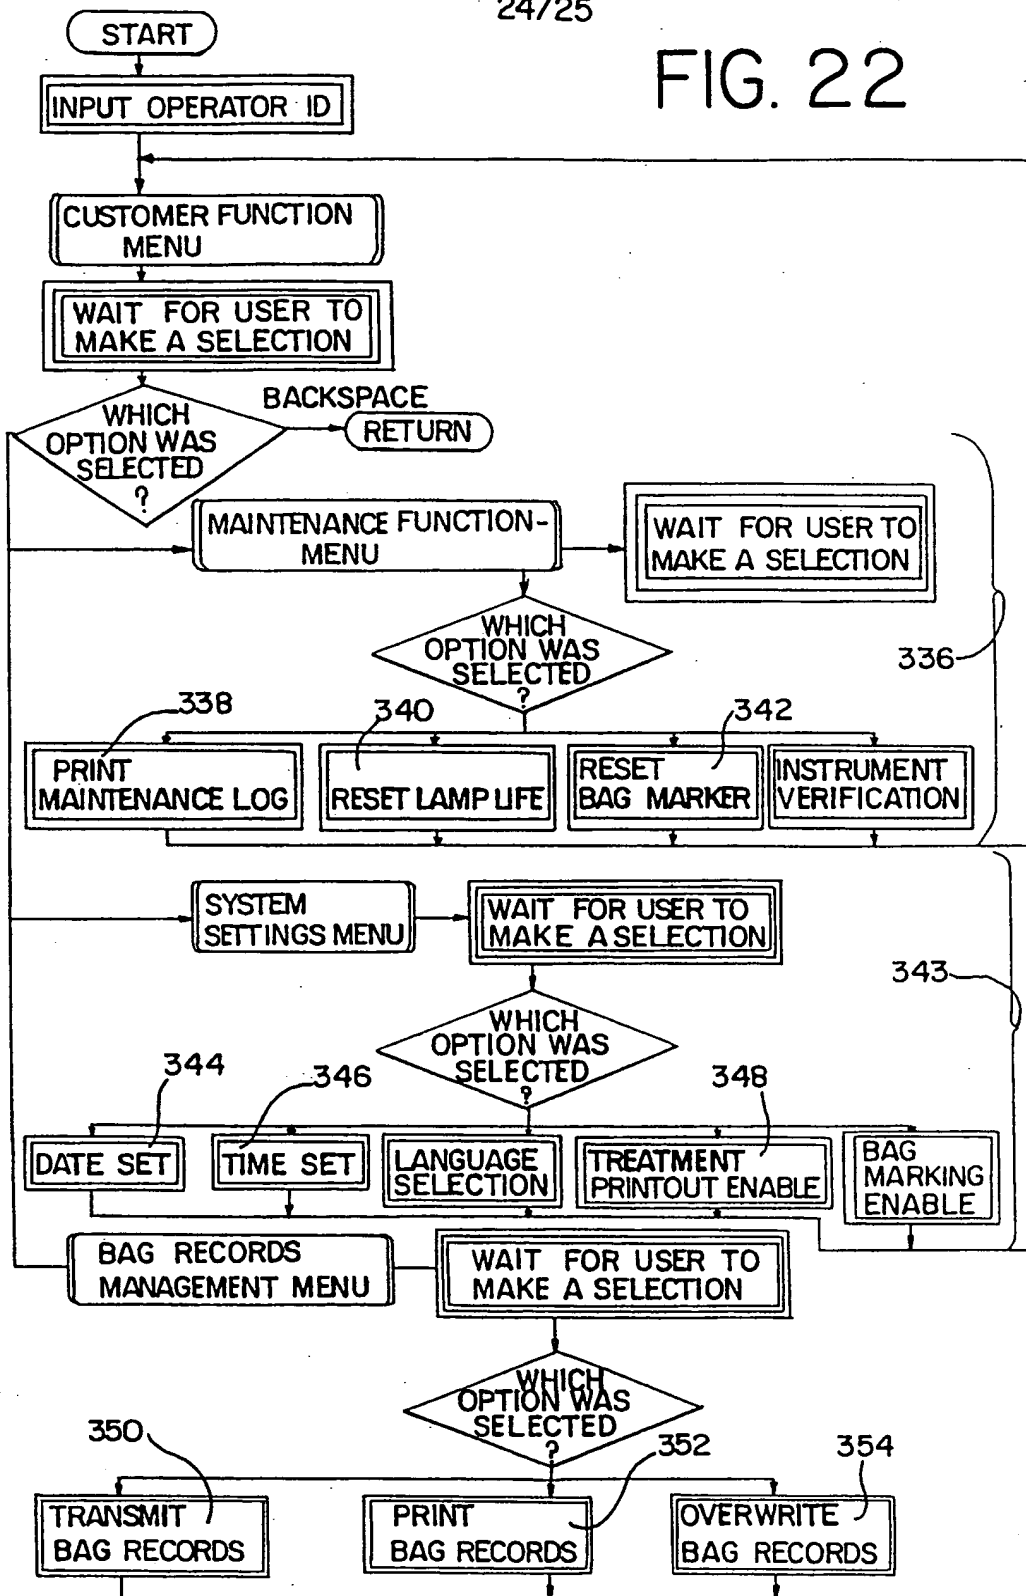 24/25
FIG. 22
START
INPUT OPERATOR ID
CUSTOMER FUNCTION
MENU
WAIT FOR USER TO
MAKE A SELECTION
BACKSPACE
WHICH
OPTION WAS
SELECTED
?
RETURN
MAINTENANCE FUNCTION-
MENU
WAIT FOR USER TO
MAKE A SELECTION
WHICH
OPTION WAS
SELECTED
?
336
338
340
342
PRINT
MAINTENANCE LOG
RESET LAMP LIFE
RESET
BAG MARKER
INSTRUMENT
VERIFICATION
SYSTEM
SETTINGS MENU
WAIT FOR USER TO
MAKE A SELECTION
343
WHICH
OPTION WAS
SELECTED
?
344
346
348
DATE SET
TIME SET
LANGUAGE
SELECTION
TREATMENT
PRINTOUT ENABLE
BAG
MARKING
ENABLE
BAG RECORDS
MANAGEMENT MENU
WAIT FOR USER TO
MAKE A SELECTION
WHICH
OPTION WAS
SELECTED
?
350
352
354
TRANSMIT
BAG RECORDS
PRINT
BAG RECORDS
OVERWRITE
BAG RECORDS